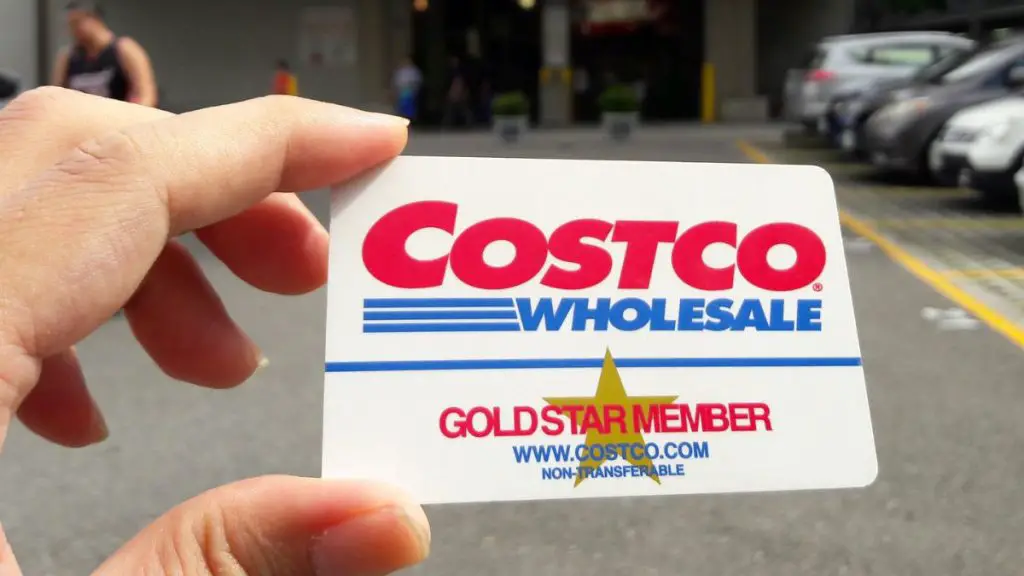 COSTCO®
WHOLESALE
GOLD STAR MEMBER
WWW.COSTCO.COM
NON-TRANSFERABLE